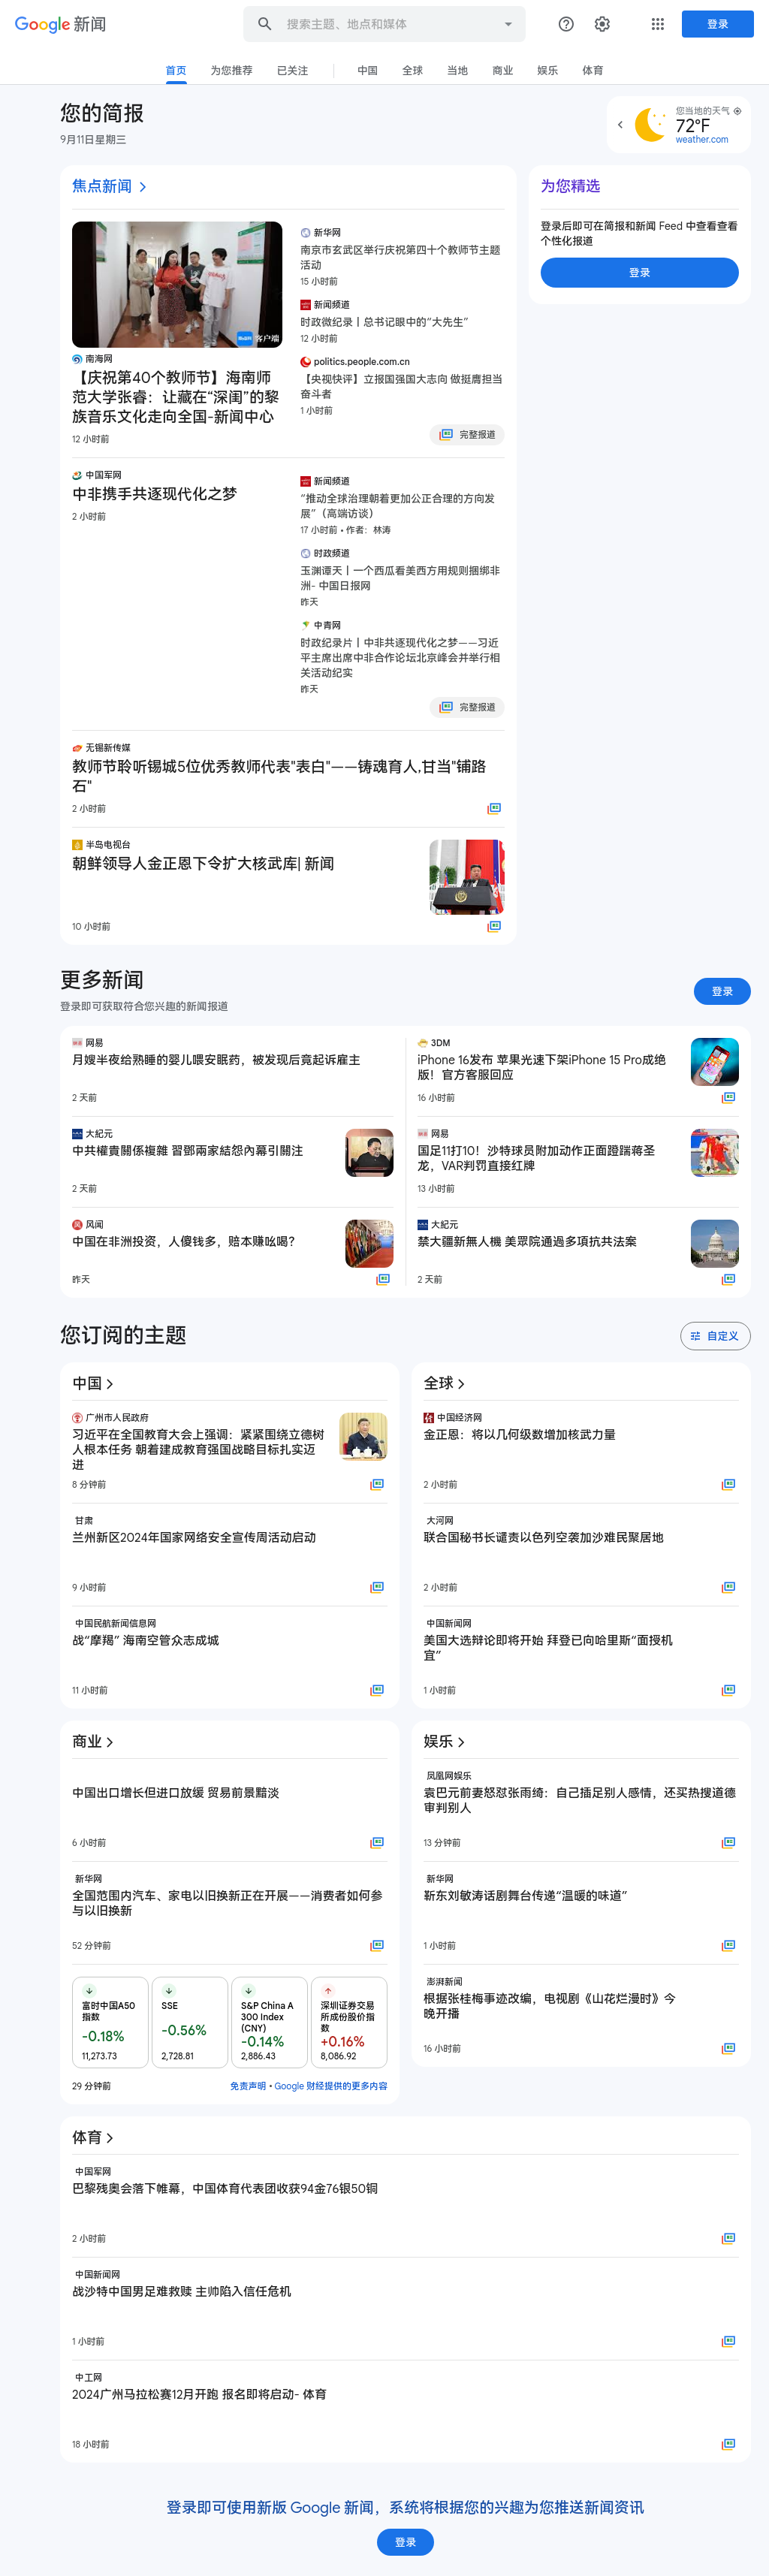 Google 新闻
搜索主题、地点和媒体
登录
首页
为您推荐
已关注
中国
全球
当地
商业
娱乐
体育
您的简报
9月11日星期三
您当地的天气
72°F
weather.com
焦点新闻
客户端
南海网
【庆祝第40个教师节】海南师
范大学张睿：让藏在“深闺”的黎
族音乐文化走向全国-新闻中心
12 小时前
新华网
南京市玄武区举行庆祝第四十个教师节主题
活动
15 小时前
新闻频道
时政微纪录丨总书记眼中的“大先生”
12 小时前
politics.people.com.cn
【央视快评】立报国强国大志向 做挺膺担当
奋斗者
1 小时前
完整报道
中国军网
中非携手共逐现代化之梦
2 小时前
新闻频道
“推动全球治理朝着更加公正合理的方向发
展”（高端访谈）
17 小时前 • 作者：林涛
时政频道
玉渊谭天丨一个西瓜看美西方用规则捆绑非
洲- 中国日报网
昨天
中青网
时政纪录片丨中非共逐现代化之梦——习近
平主席出席中非合作论坛北京峰会并举行相
关活动纪实
昨天
完整报道
无锡新传媒
教师节聆听锡城5位优秀教师代表"表白"——铸魂育人,甘当"铺路
石"
2 小时前
半岛电视台
朝鲜领导人金正恩下令扩大核武库| 新闻
10 小时前
为您精选
登录后即可在简报和新闻 Feed 中查看查看
个性化报道
登录
更多新闻
登录即可获取符合您兴趣的新闻报道
登录
网易
月嫂半夜给熟睡的婴儿喂安眠药，被发现后竟起诉雇主
2 天前
大紀元
中共權貴關係複雜 習鄧兩家結怨內幕引關注
2 天前
风闻
中国在非洲投资，人傻钱多，赔本赚吆喝？
昨天
3DM
iPhone 16发布 苹果光速下架iPhone 15 Pro成绝
版！官方客服回应
16 小时前
网易
国足11打10！沙特球员附加动作正面蹬踹蒋圣
龙，VAR判罚直接红牌
13 小时前
大紀元
禁大疆新無人機 美眾院通過多項抗共法案
2 天前
您订阅的主题
自定义
中国
广州市人民政府
习近平在全国教育大会上强调：紧紧围绕立德树
人根本任务 朝着建成教育强国战略目标扎实迈
进
8 分钟前
甘肃
兰州新区2024年国家网络安全宣传周活动启动
9 小时前
中国民航新闻信息网
战“摩羯” 海南空管众志成城
11 小时前
全球
中国经济网
金正恩：将以几何级数增加核武力量
2 小时前
大河网
联合国秘书长谴责以色列空袭加沙难民聚居地
2 小时前
中国新闻网
美国大选辩论即将开始 拜登已向哈里斯“面授机
宜”
1 小时前
商业
中国出口增长但进口放缓 贸易前景黯淡
6 小时前
新华网
全国范围内汽车、家电以旧换新正在开展——消费者如何参
与以旧换新
52 分钟前
富时中国A50
指数
-0.18%
11,273.73
SSE
-0.56%
2,728.81
S&P China A
300 Index
(CNY)
-0.14%
2,886.43
深圳证券交易
所成份股价指
数
+0.16%
8,086.92
29 分钟前
免责声明 • Google 财经提供的更多内容
娱乐
凤凰网娱乐
袁巴元前妻怒怼张雨绮：自己插足别人感情，还买热搜道德
审判别人
13 分钟前
新华网
靳东刘敏涛话剧舞台传递“温暖的味道”
1 小时前
澎湃新闻
根据张桂梅事迹改编，电视剧《山花烂漫时》今
晚开播
16 小时前
体育
中国军网
巴黎残奥会落下帷幕，中国体育代表团收获94金76银50铜
2 小时前
中国新闻网
战沙特中国男足难救赎 主帅陷入信任危机
1 小时前
中工网
2024广州马拉松赛12月开跑 报名即将启动- 体育
18 小时前
登录即可使用新版 Google 新闻，系统将根据您的兴趣为您推送新闻资讯
登录